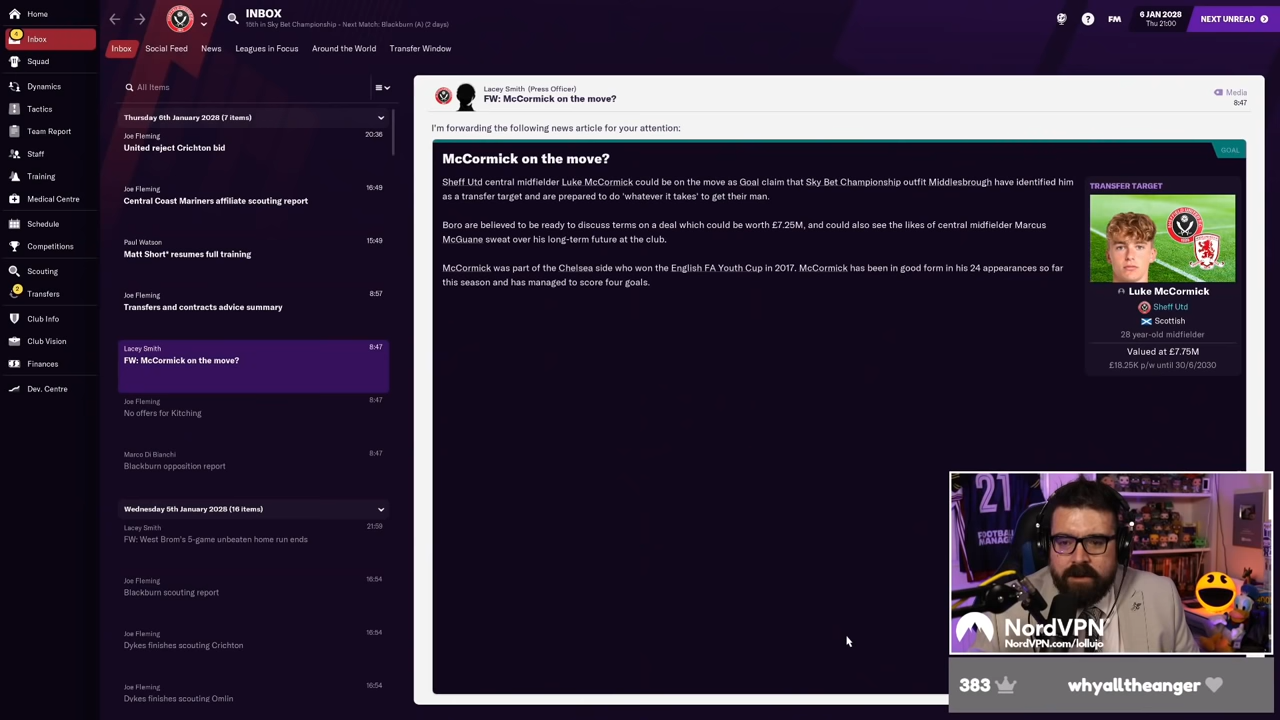 Home
Inbox
4
Squad
Dynamics
Tactics
Team Report
Staff
Training
Medical Centre
Schedule
Competitions
Scouting
2
Transfers
Club Info
Club Vision
Finances
Dev. Centre
INBOX
15th in Sky Bet Championship - Next Match: Blackburn (A) (2 days)
FM
6 JAN 2028
Thu 21:00
NEXT UNREAD
Inbox
Social Feed
News
Leagues in Focus
Around the World
Transfer Window
All Items
Thursday 6th January 2028 (7 items)
Joe Fleming 20:36
United reject Crichton bid
Joe Fleming 16:49
Central Coast Mariners affiliate scouting report
Paul Watson 15:49
Matt Short* resumes full training
Joe Fleming 8:57
Transfers and contracts advice summary
Lacey Smith 8:47
FW: McCormick on the move?
Joe Fleming 8:47
No offers for Kitching
Marco Di Bianchi 8:47
Blackburn opposition report
Wednesday 5th January 2028 (16 items)
Lacey Smith 21:59
FW: West Brom's 5-game unbeaten home run ends
Joe Fleming 16:54
Blackburn scouting report
Joe Fleming 16:54
Dykes finishes scouting Crichton
Joe Fleming 16:54
Dykes finishes scouting Omlin
Lacey Smith (Press Officer)
FW: McCormick on the move?
Media
8:47
I'm forwarding the following news article for your attention:
GOAL
McCormick on the move?
Sheff Utd central midfielder Luke McCormick could be on the move as Goal claim that Sky Bet Championship outfit Middlesbrough have identified him
as a transfer target and are prepared to do 'whatever it takes' to get their man.
Boro are believed to be ready to discuss terms on a deal which could be worth £7.25M, and could also see the likes of central midfielder Marcus
McGuane sweat over his long-term future at the club.
McCormick was part of the Chelsea side who won the English FA Youth Cup in 2017. McCormick has been in good form in his 24 appearances so far
this season and has managed to score four goals.
TRANSFER TARGET
Luke McCormick
Sheff Utd
Scottish
28 year-old midfielder
Valued at £7.75M
£18.25K p/w until 30/6/2030
21
FOOTBALL
NordVPN
NordVPN.com/lollujo
383
whyalltheanger